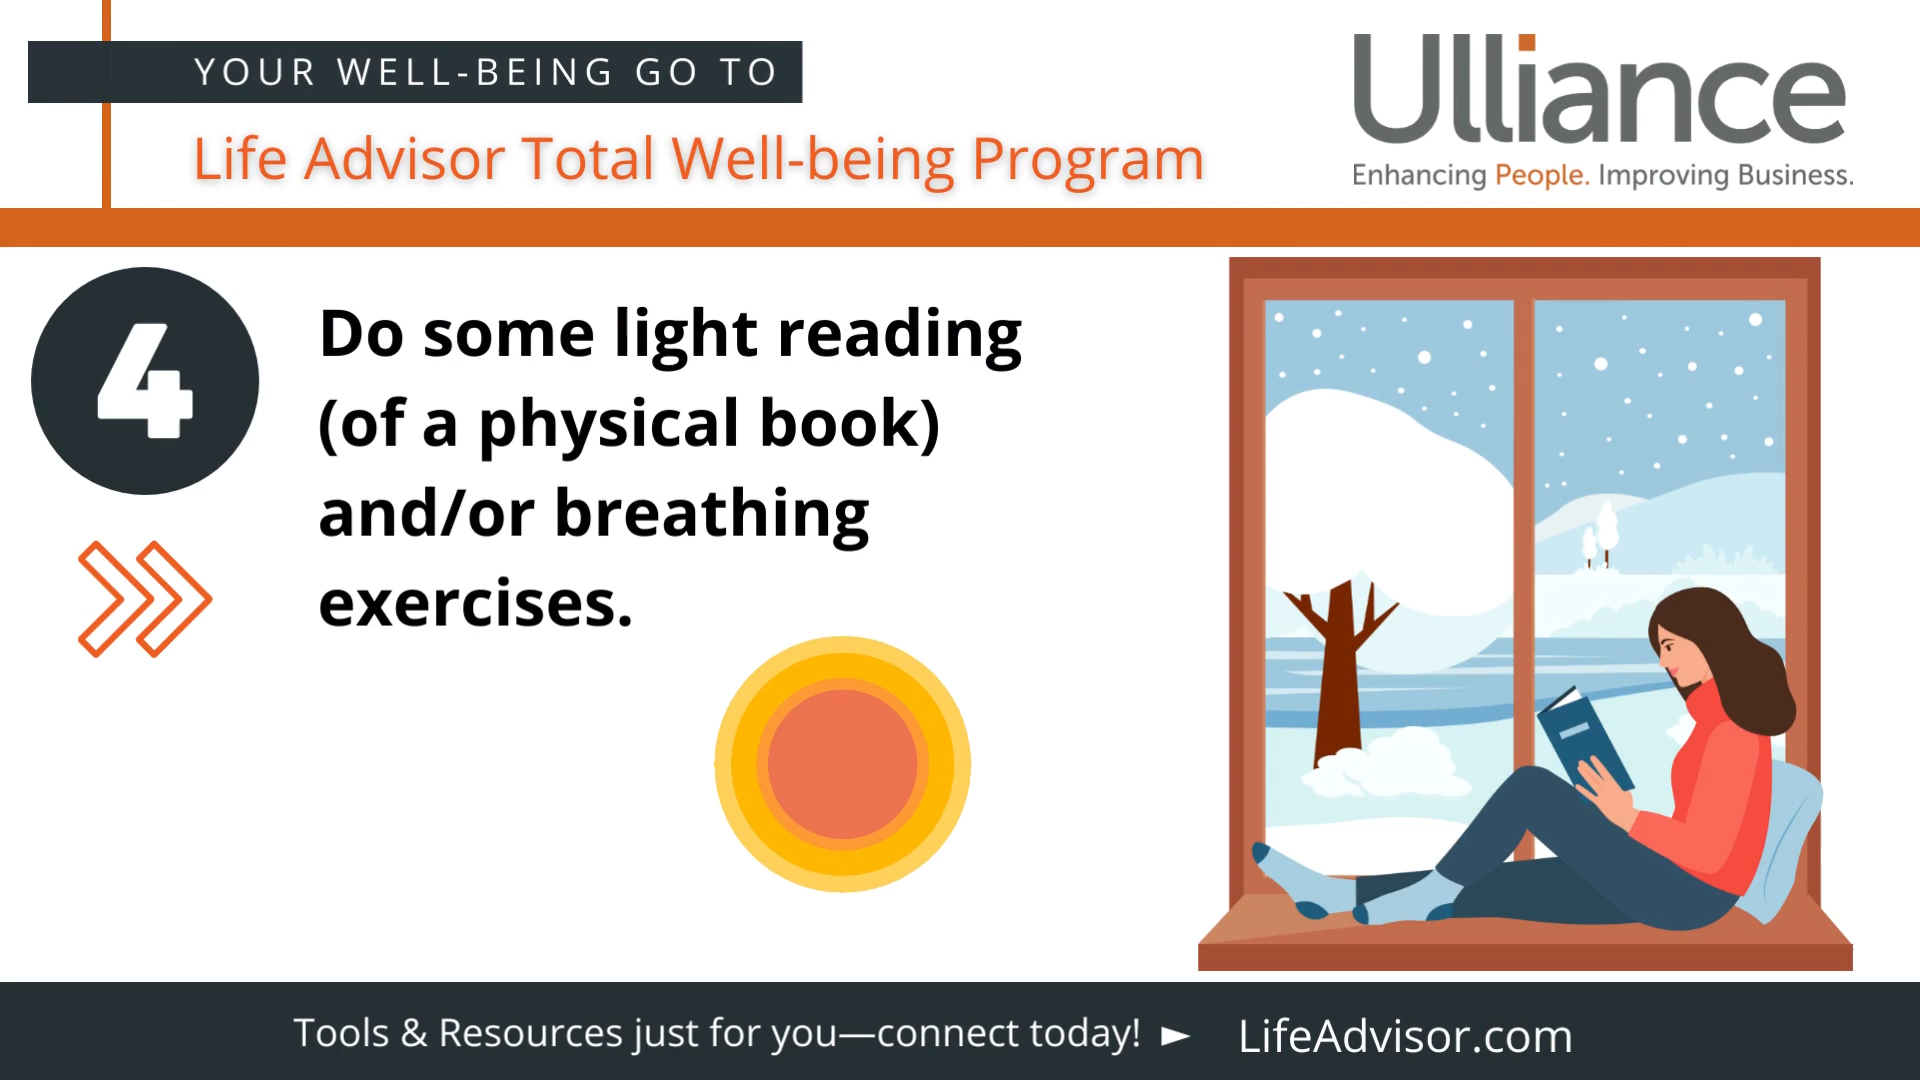 YOUR WELL-BEING GO TO
Life Advisor Total Well-being Program
Ulliance
Enhancing People. Improving Business.
4
Do some light reading
(of a physical book)
and/or breathing
exercises.
Tools & Resources just for you—connect today! ► LifeAdvisor.com